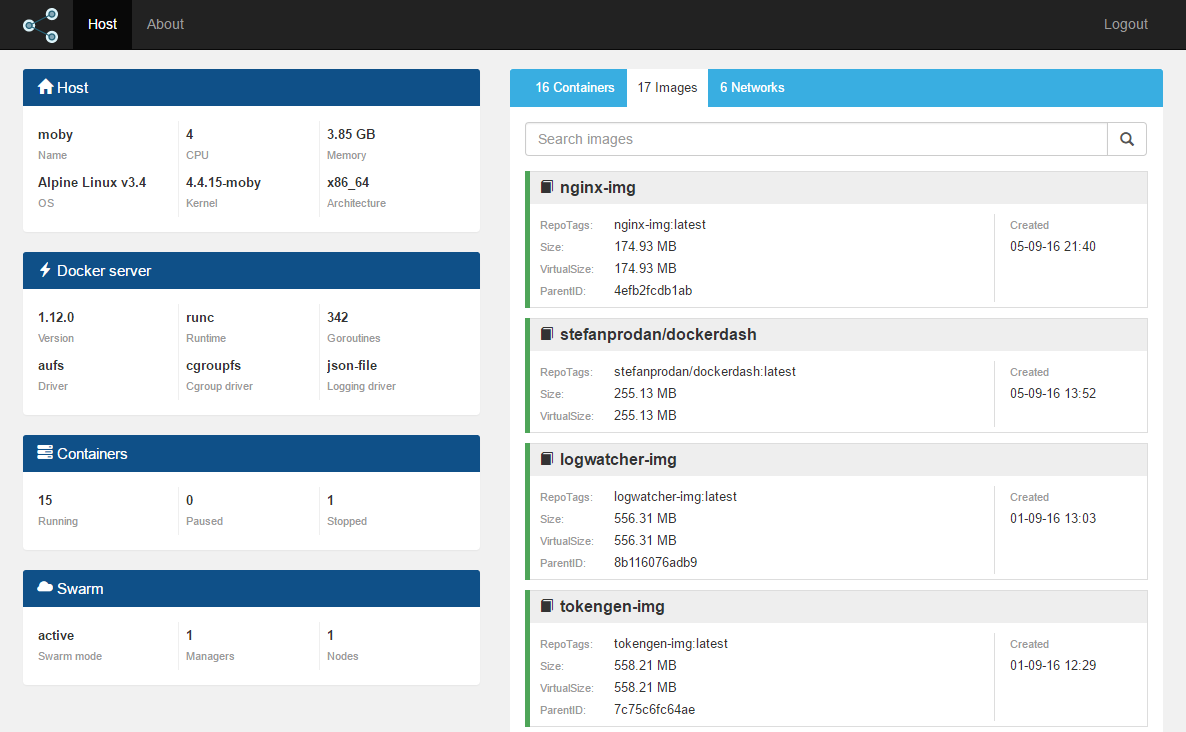 Host About Logout
Host
moby 4 3.85 GB
Name CPU Memory
Alpine Linux v3.4 4.4.15-moby x86_64
OS Kernel Architecture
Docker server
1.12.0 runc 342
Version Runtime Goroutines
aufs cgroupfs json-file
Driver Cgroup driver Logging driver
Containers
15 0 1
Running Paused Stopped
Swarm
active 1 1
Swarm mode Managers Nodes
16 Containers 17 Images 6 Networks
Search images
nginx-img
RepoTags: nginx-img:latest Created
Size: 174.93 MB 05-09-16 21:40
VirtualSize: 174.93 MB
ParentID: 4efb2fcdb1ab
stefanprodan/dockerdash
RepoTags: stefanprodan/dockerdash:latest Created
Size: 255.13 MB 05-09-16 13:52
VirtualSize: 255.13 MB
logwatcher-img
RepoTags: logwatcher-img:latest Created
Size: 556.31 MB 01-09-16 13:03
VirtualSize: 556.31 MB
ParentID: 8b116076adb9
tokengen-img
RepoTags: tokengen-img:latest Created
Size: 558.21 MB 01-09-16 12:29
VirtualSize: 558.21 MB
ParentID: 7c75c6fc64ae